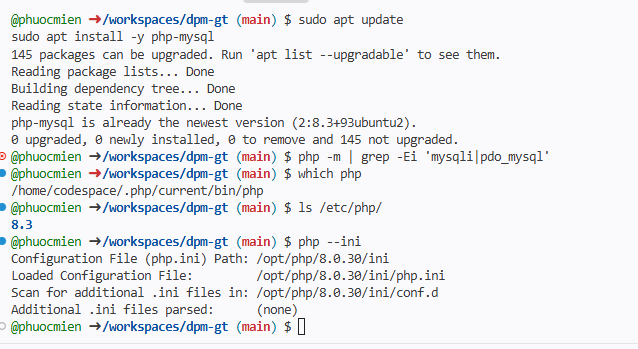 @phuocmien ➜/workspaces/dpm-gt (main) $ sudo apt update
sudo apt install -y php-mysql
145 packages can be upgraded. Run 'apt list --upgradable' to see them.
Reading package lists... Done
Building dependency tree... Done
Reading state information... Done
php-mysql is already the newest version (2:8.3+93ubuntu2).
0 upgraded, 0 newly installed, 0 to remove and 145 not upgraded.
@phuocmien ➜/workspaces/dpm-gt (main) $ php -m | grep -Ei 'mysqli|pdo_mysql'
@phuocmien ➜/workspaces/dpm-gt (main) $ which php
/home/codespace/.php/current/bin/php
@phuocmien ➜/workspaces/dpm-gt (main) $ ls /etc/php/
8.3
@phuocmien ➜/workspaces/dpm-gt (main) $ php --ini
Configuration File (php.ini) Path: /opt/php/8.0.30/ini
Loaded Configuration File:         /opt/php/8.0.30/ini/php.ini
Scan for additional .ini files in: /opt/php/8.0.30/ini/conf.d
Additional .ini files parsed:      (none)
@phuocmien ➜/workspaces/dpm-gt (main) $